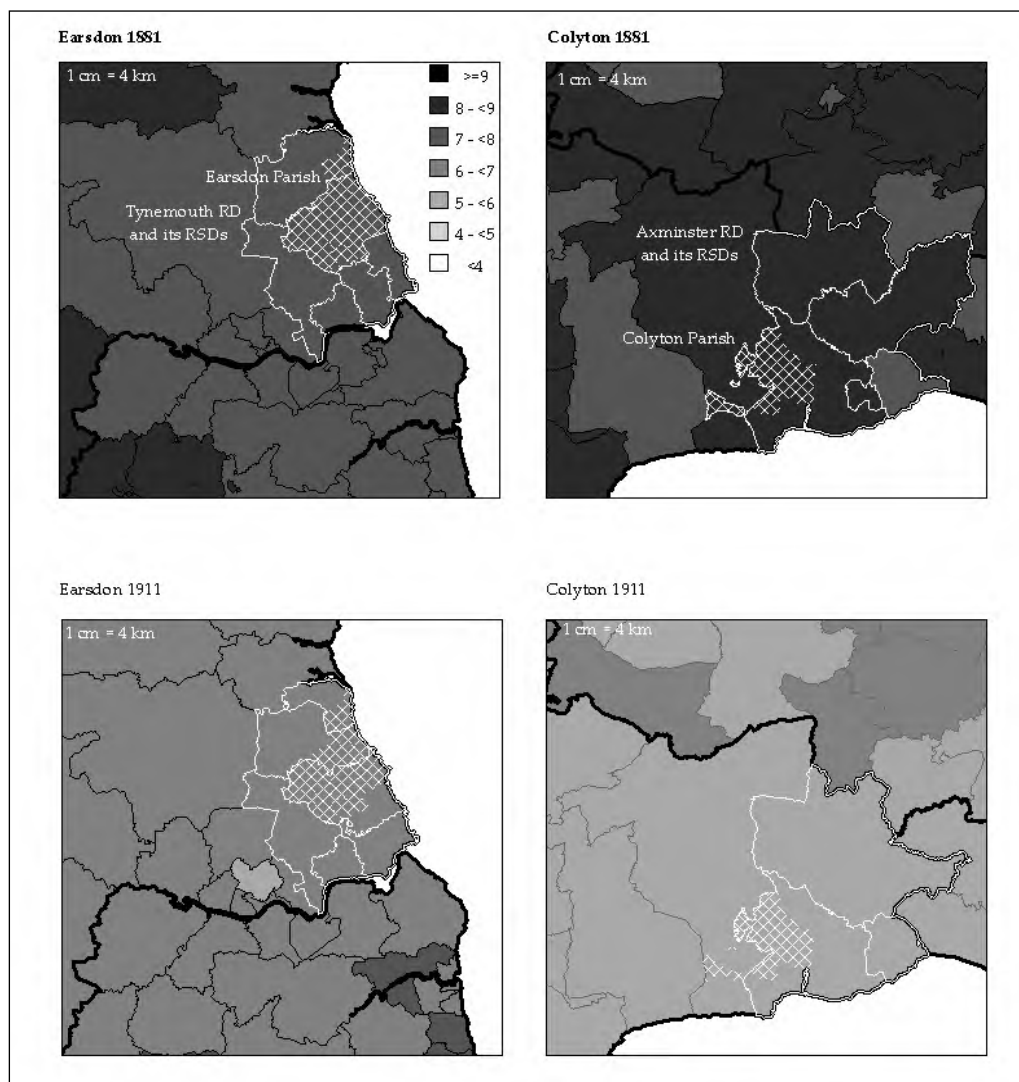 Earsdon 1881
1 cm = 4 km
>=9
8 - <9
7 - <8
6 - <7
5 - <6
4 - <5
<4
Earsdon Parish
Tynemouth RD
and its RSDs
Colyton 1881
1 cm = 4 km
Axminster RD
and its RSDs
Colyton Parish
Earsdon 1911
1 cm = 4 km
Colyton 1911
1 cm = 4 km